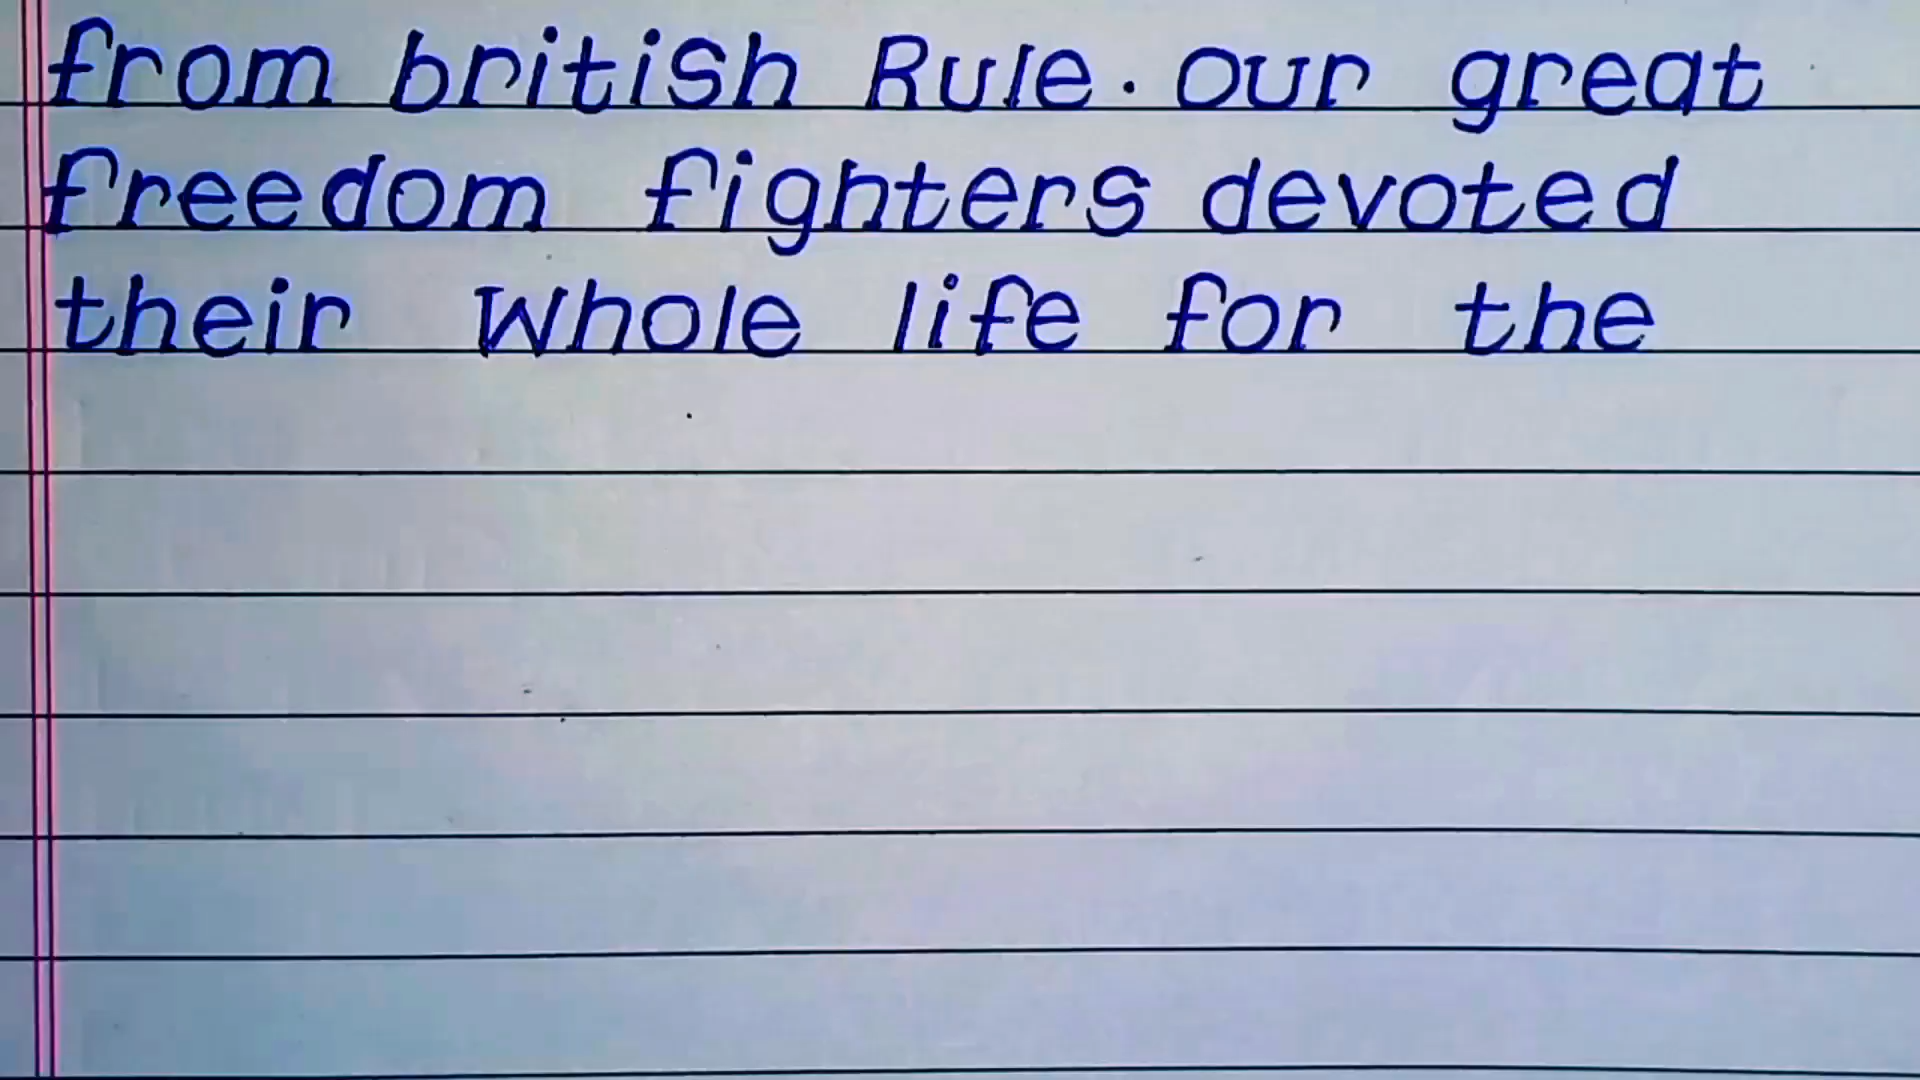 from british Rule. Our great
freedom fighters devoted
their Whole life for the